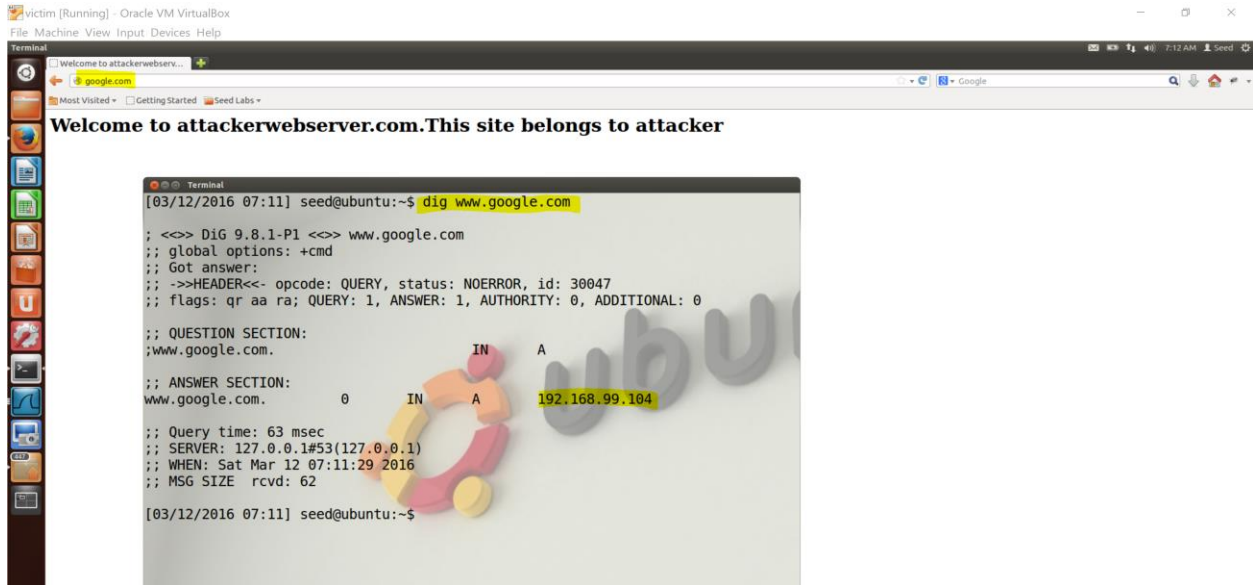 victim [Running] - Oracle VM VirtualBox
File Machine View Input Devices Help
Terminal
7:12 AM Seed
Welcome to attackerwebserv...
google.com
Google
Most Visited Getting Started Seed Labs
Welcome to attackerwebserver.com.This site belongs to attacker
Terminal
[03/12/2016 07:11] seed@ubuntu:~$ dig www.google.com
; <<>> DiG 9.8.1-P1 <<>> www.google.com
;; global options: +cmd
;; Got answer:
;; ->>HEADER<<- opcode: QUERY, status: NOERROR, id: 30047
;; flags: qr aa ra; QUERY: 1, ANSWER: 1, AUTHORITY: 0, ADDITIONAL: 0
;; QUESTION SECTION:
;www.google.com. IN A
;; ANSWER SECTION:
www.google.com. 0 IN A 192.168.99.104
;; Query time: 63 msec
;; SERVER: 127.0.0.1#53(127.0.0.1)
;; WHEN: Sat Mar 12 07:11:29 2016
;; MSG SIZE rcvd: 62
[03/12/2016 07:11] seed@ubuntu:~$
ubu